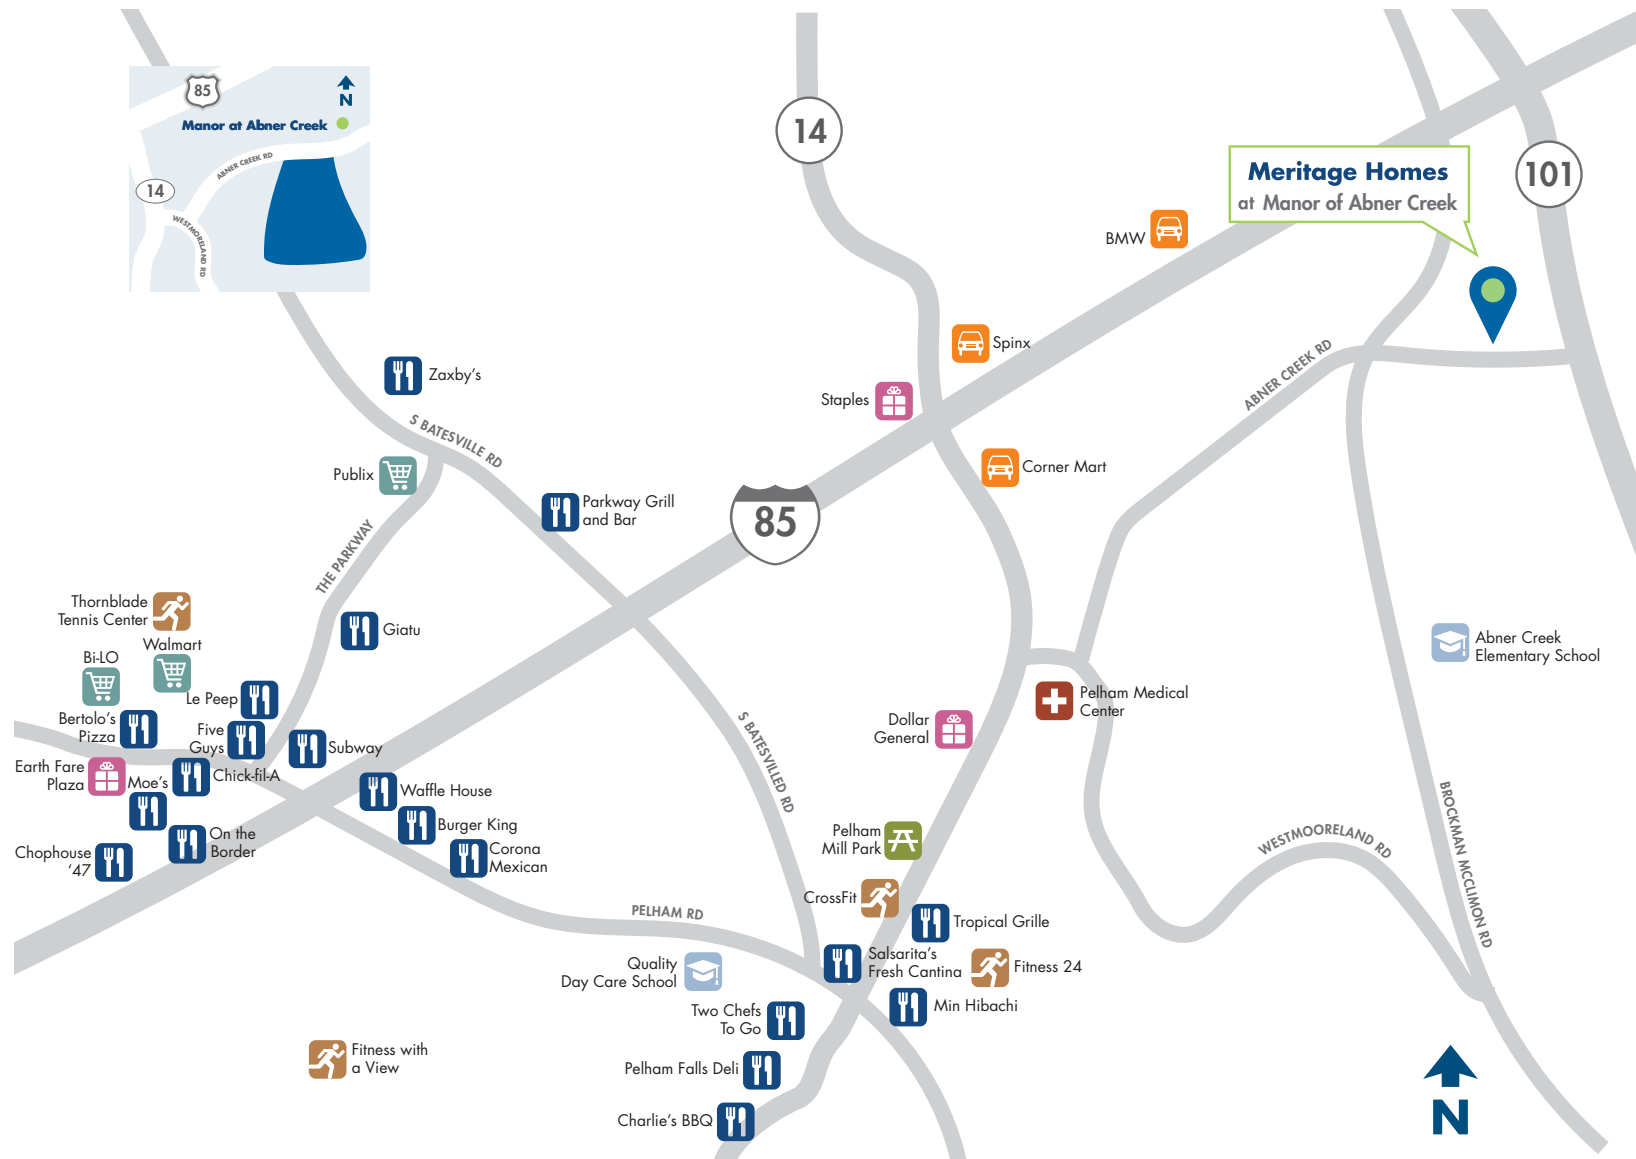 85
N
Manor at Abner Creek
ABNER CREEK RD
14
WESTMORELAND RD
14
101
Meritage Homes
at Manor of Abner Creek
BMW
Spinx
ABNER CREEK RD
Zaxby's
Staples
S BATESVILLE RD
Corner Mart
Publix
Parkway Grill
and Bar
85
THE PARKWAY
Thornblade
Tennis Center
Giatu
Walmart
Bi-LO
Abner Creek
Elementary School
Le Peep
Pelham Medical
Center
Bertolo's
Pizza
Five
Guys
Subway
Dollar
General
S BATESVILLED RD
Earth Fare
Plaza
Moe's
Chick-fil-A
Waffle House
Burger King
BROCKMAN MCCLIMON RD
On the
Border
Chophouse
'47
Corona
Mexican
Pelham
Mill Park
WESTMOORELAND RD
CrossFit
PELHAM RD
Tropical Grille
Quality
Day Care School
Salsarita's
Fresh Cantina
Fitness 24
Two Chefs
To Go
Min Hibachi
Fitness with
a View
Pelham Falls Deli
Charlie's BBQ
N